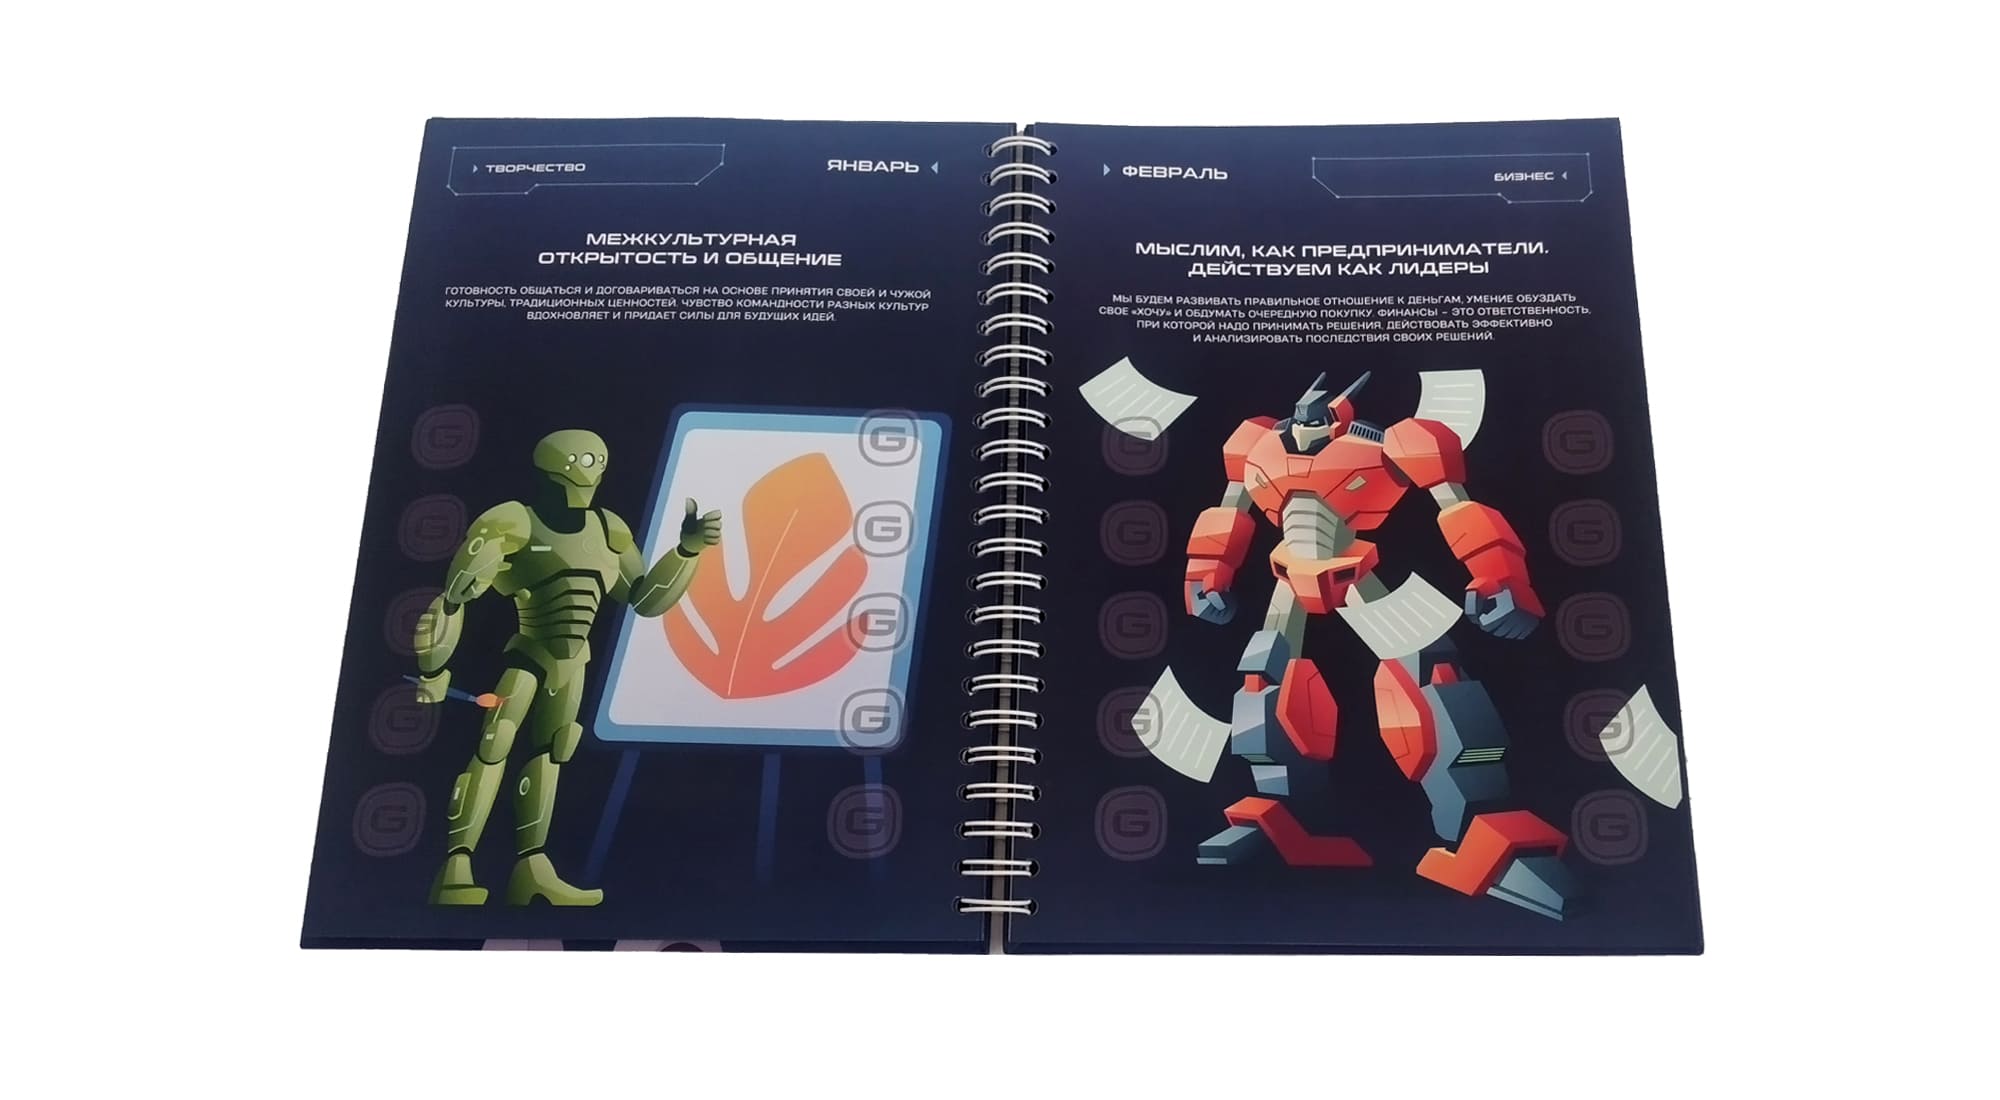 ТВОРЧЕСТВО
ЯНВАРЬ
МЕЖКУЛЬТУРНАЯ
ОТКРЫТОСТЬ И ОБЩЕНИЕ
ГОТОВНОСТЬ ОБЩАТЬСЯ И ДОГОВАРИВАТЬСЯ НА ОСНОВЕ ПРИНЯТИЯ СВОЕЙ И ЧУЖОЙ
КУЛЬТУРЫ, ТРАДИЦИОННЫХ ЦЕННОСТЕЙ. ЧУВСТВО КОМАНДНОСТИ РАЗНЫХ КУЛЬТУР
ВДОХНОВЛЯЕТ И ПРИДАЕТ СИЛЫ ДЛЯ БУДУЩИХ ИДЕЙ.
G
G
G
G
G
G
G
G
G
G
ФЕВРАЛЬ
БИЗНЕС
МЫСЛИМ, КАК ПРЕДПРИНИМАТЕЛИ.
ДЕЙСТВУЕМ КАК ЛИДЕРЫ
МЫ БУДЕМ РАЗВИВАТЬ ПРАВИЛЬНОЕ ОТНОШЕНИЕ К ДЕНЬГАМ, УМЕНИЕ ОБУЗДАТЬ
СВОЕ «ХОЧУ» И ОБДУМАТЬ ОЧЕРЕДНУЮ ПОКУПКУ. ФИНАНСЫ – ЭТО ОТВЕТСТВЕННОСТЬ,
ПРИ КОТОРОЙ НАДО ПРИНИМАТЬ РЕШЕНИЯ, ДЕЙСТВОВАТЬ ЭФФЕКТИВНО
И АНАЛИЗИРОВАТЬ ПОСЛЕДСТВИЯ СВОИХ РЕШЕНИЙ.
G
G
G
G
G
G
G
G
G
G